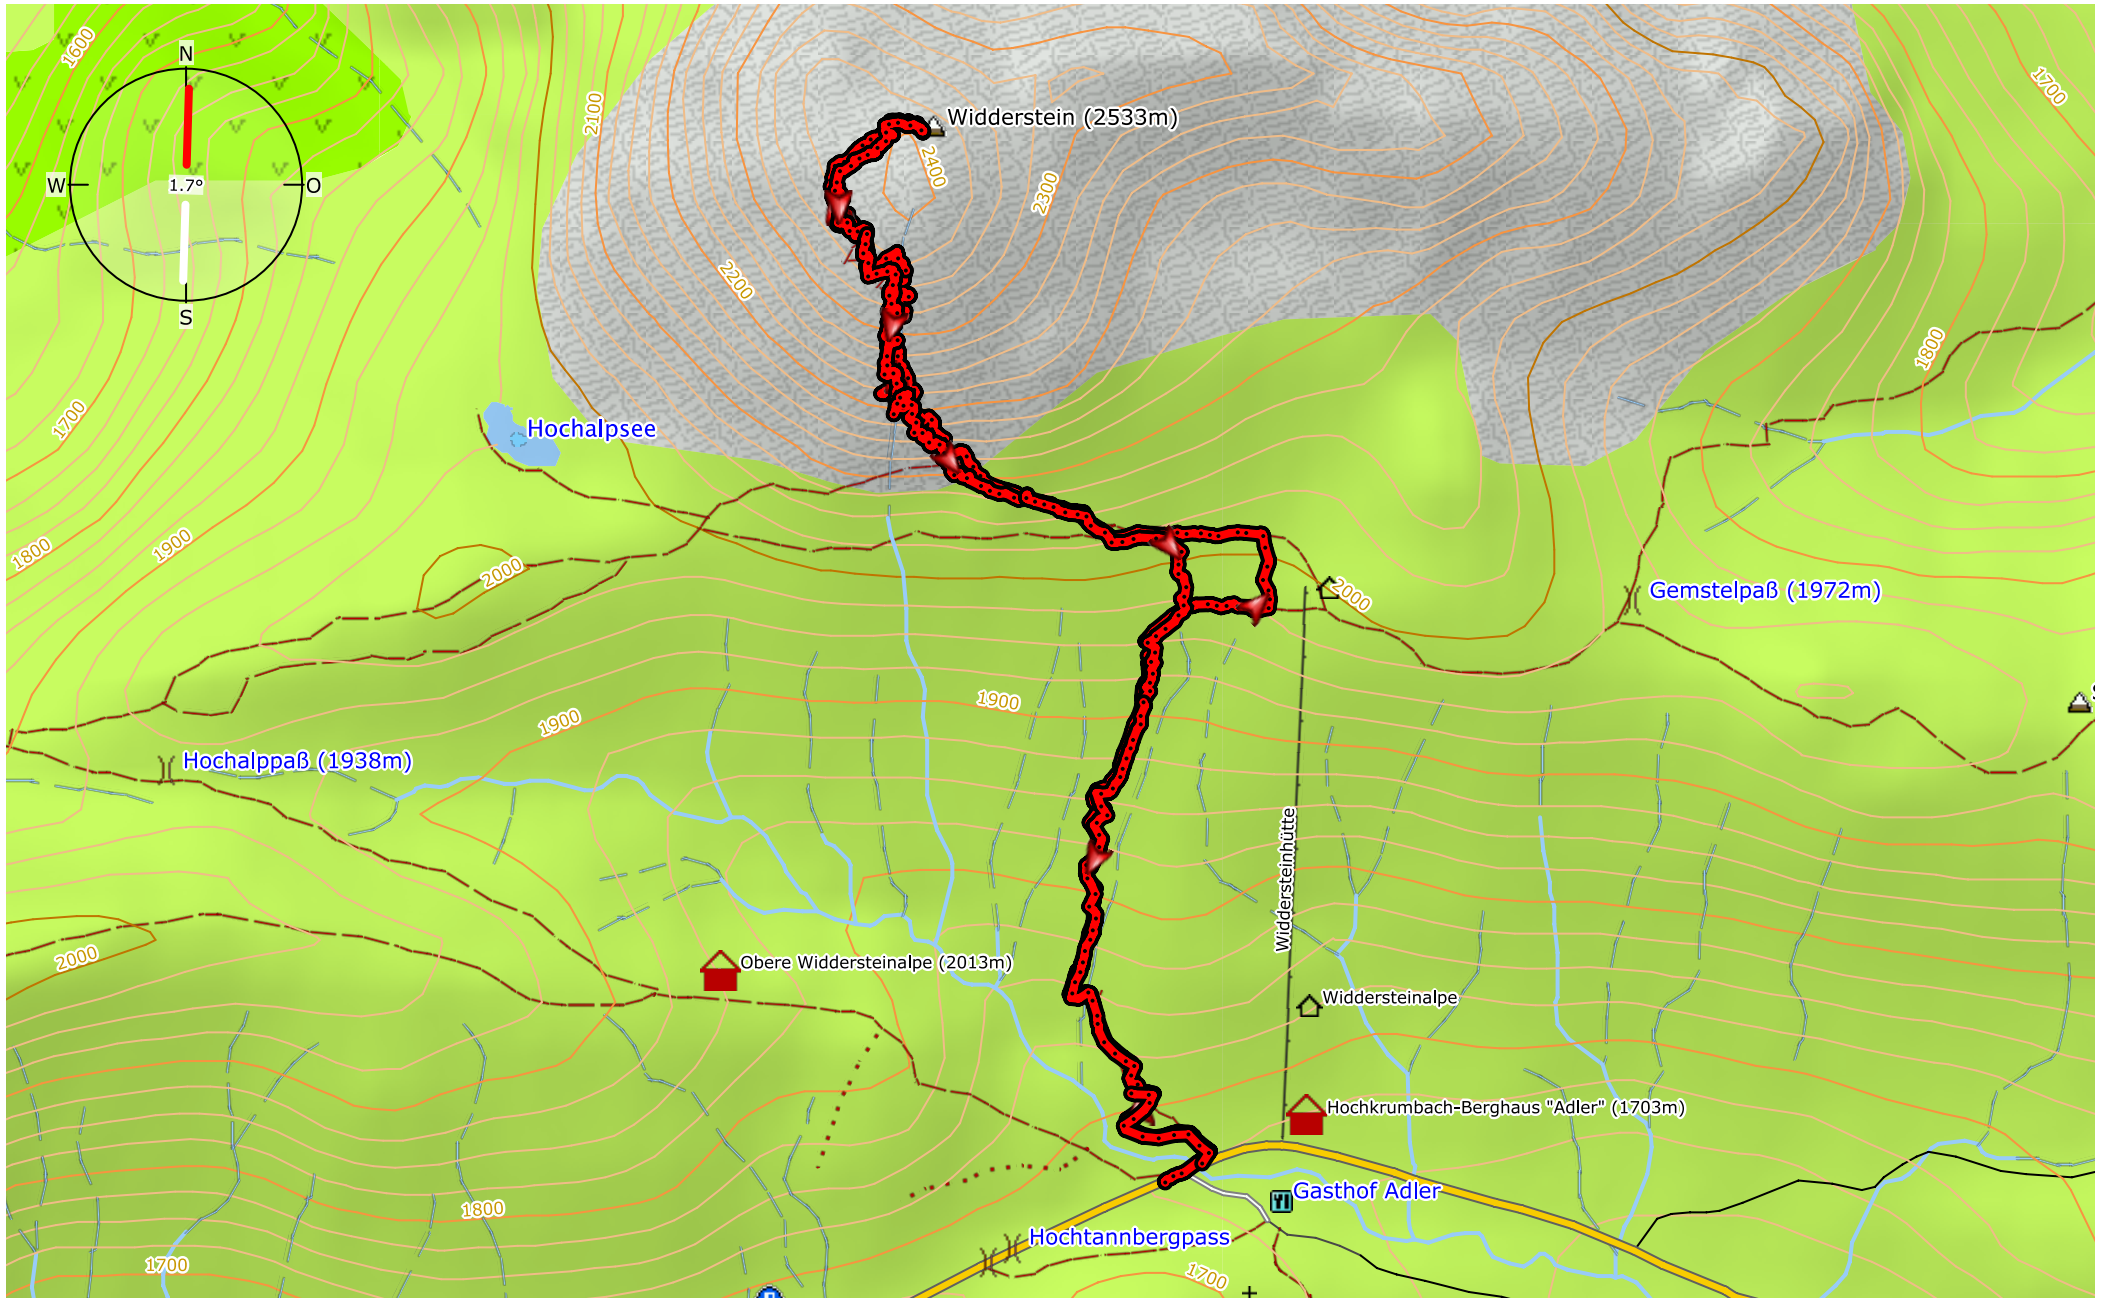 1600
N
W
1.7°
O
S
2100
Widderstein (2533m)
2400
2300
2200
1700
1800
1700
Hochalpsee
1800
1900
2000
2000
Gemstelpaß (1972m)
1900
1900
Hochalppaß (1938m)
Widdersteinhütte
2000
Obere Widdersteinalpe (2013m)
Widdersteinalpe
Hochkrumbach-Berghaus "Adler" (1703m)
Gasthof Adler
1800
Hochtannbergpass
1700
1700